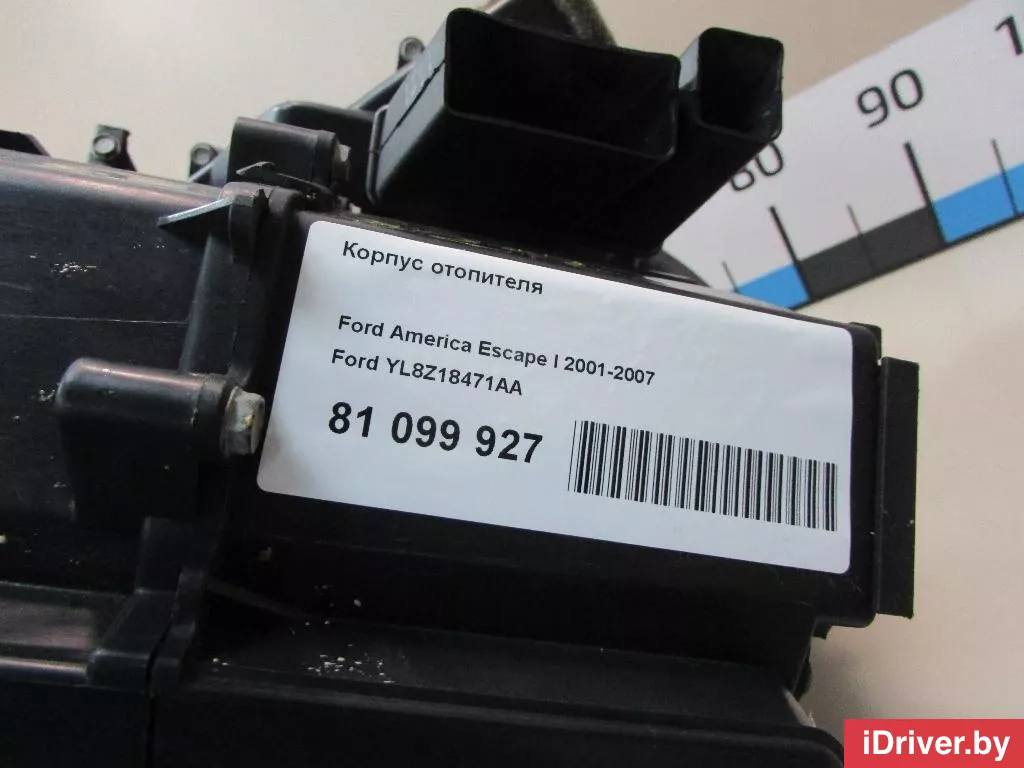 90
80
Корпус отопителя
Ford America Escape I 2001-2007
Ford YL8Z18471AA
81 099 927
iDriver.by